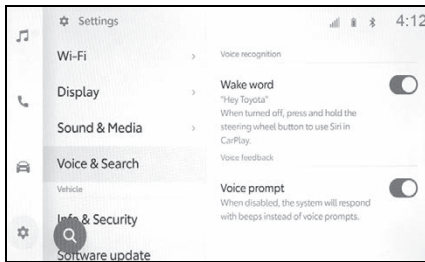 Settings
4:12
Wi-Fi
Display
Sound & Media
Voice & Search
Vehicle
Info & Security
Software update
Voice recognition
Wake word
"Hey Toyota"
When turned off, press and hold the
steering wheel button to use Siri in
CarPlay.
Voice feedback
Voice prompt
When disabled, the system will respond
with beeps instead of voice prompts.